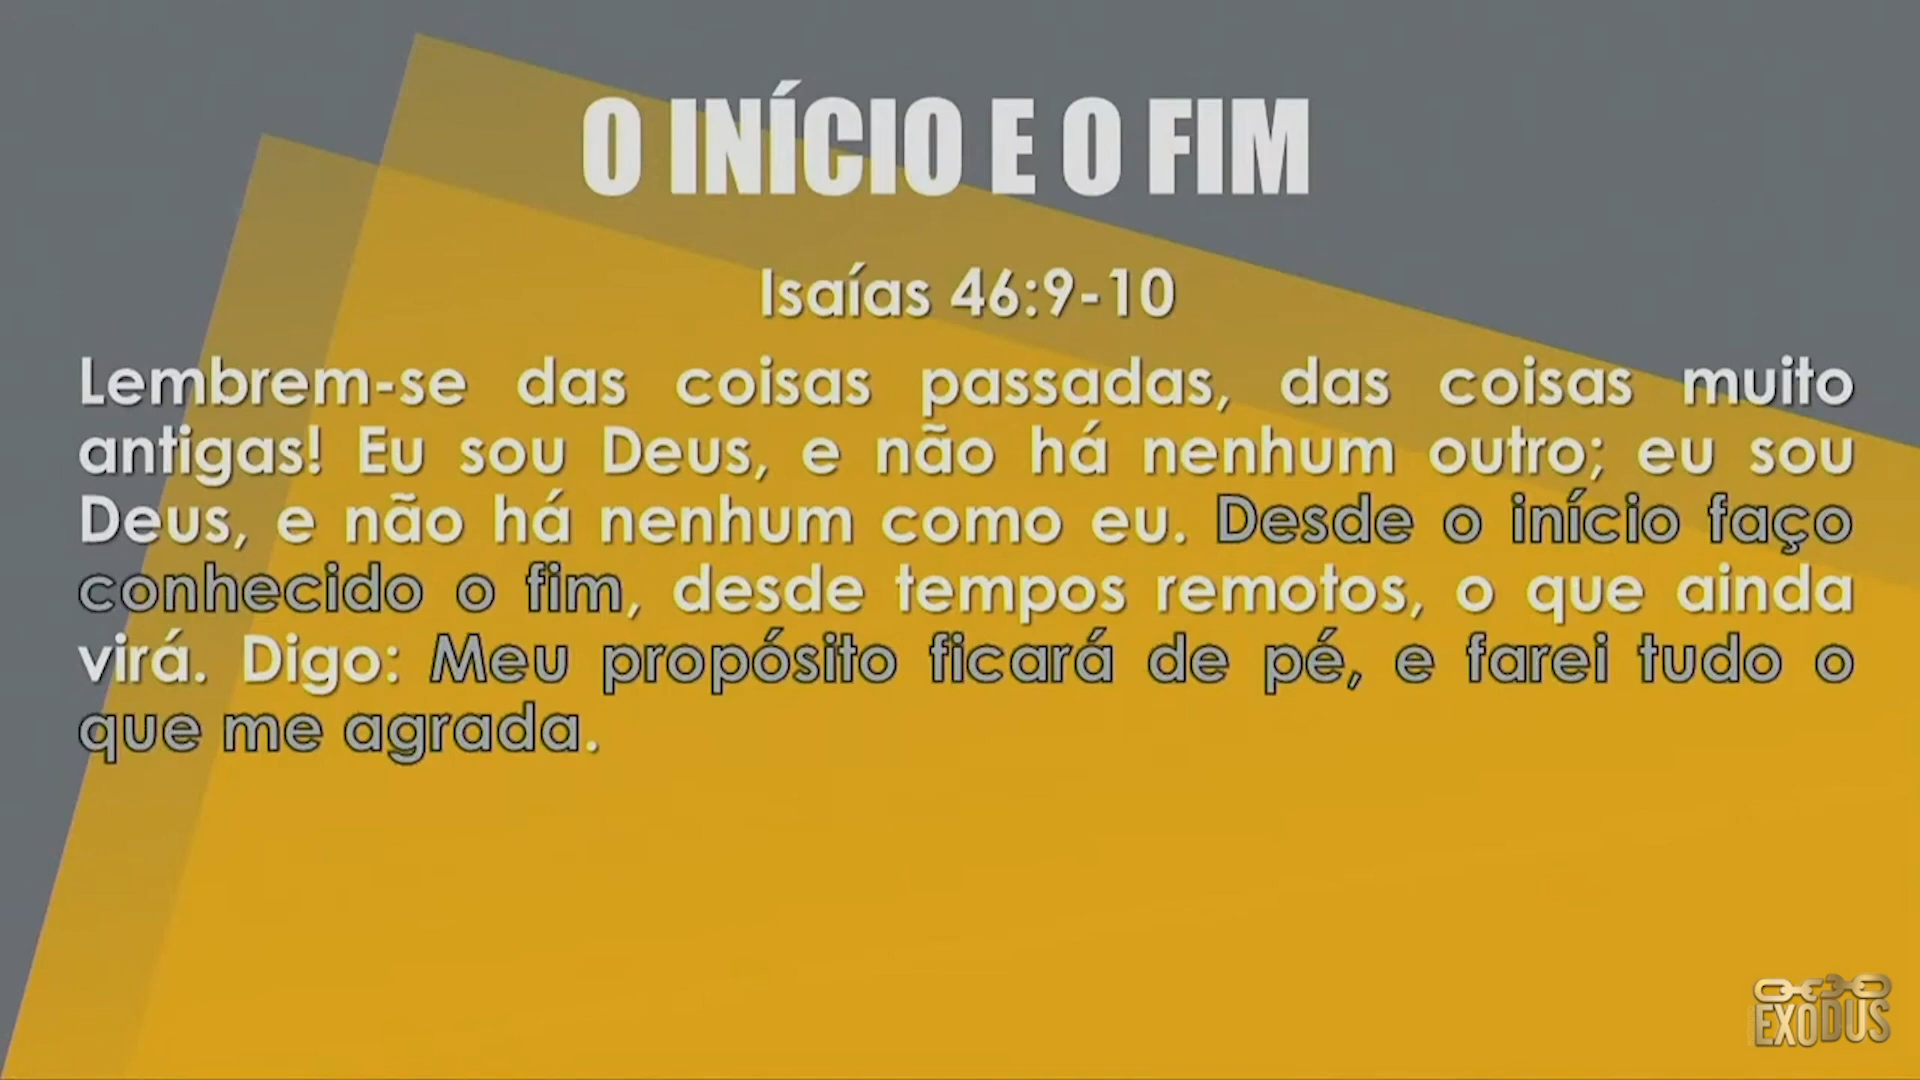 O INÍCIO E O FIM
Isaías 46:9-10
Lembrem-se das coisas passadas, das coisas muito
antigas! Eu sou Deus, e não há nenhum outro; eu sou
Deus, e não há nenhum como eu. Desde o início faço
conhecido o fim, desde tempos remotos, o que ainda
virá. Digo: Meu propósito ficará de pé, e farei tudo o
que me agrada.
EXODUS